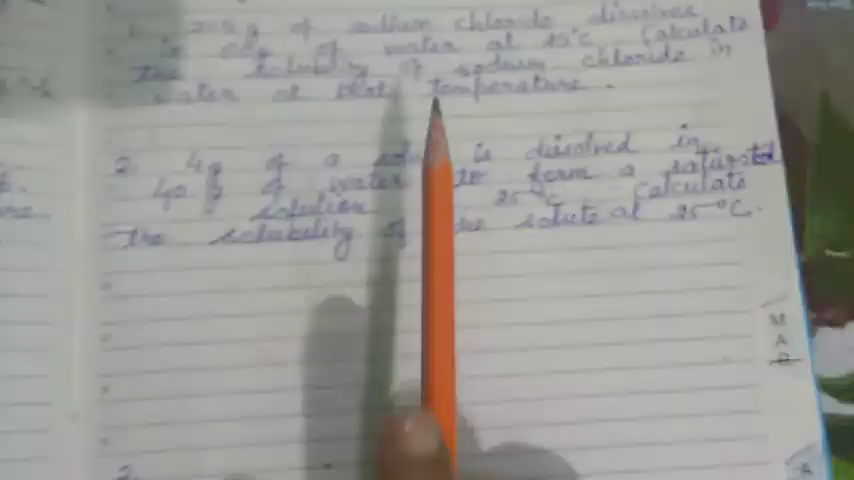 of sodium chloride dissolves
in of water at 25°C Calculate
the solubility of sodium chloride in
water at that temperature.
2. 4g of a is dissolved in
40 g of water to form a saturated
solution 25°C Calculate
the solubility of solute at 25°C.
M
A